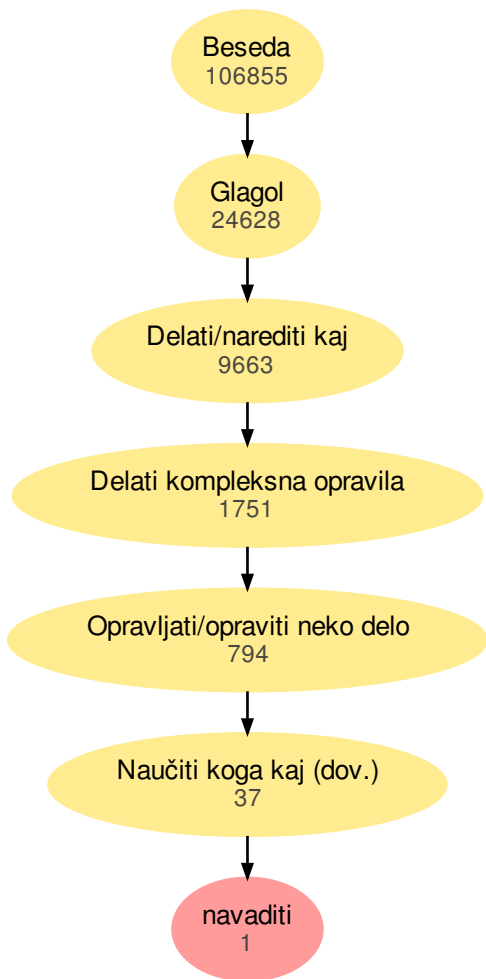 Beseda
106855
Glagol
24628
Delati/narediti kaj
9663
Delati kompleksna opravila
1751
Opravljati/opraviti neko delo
794
Naučiti koga kaj (dov.)
37
navaditi
1